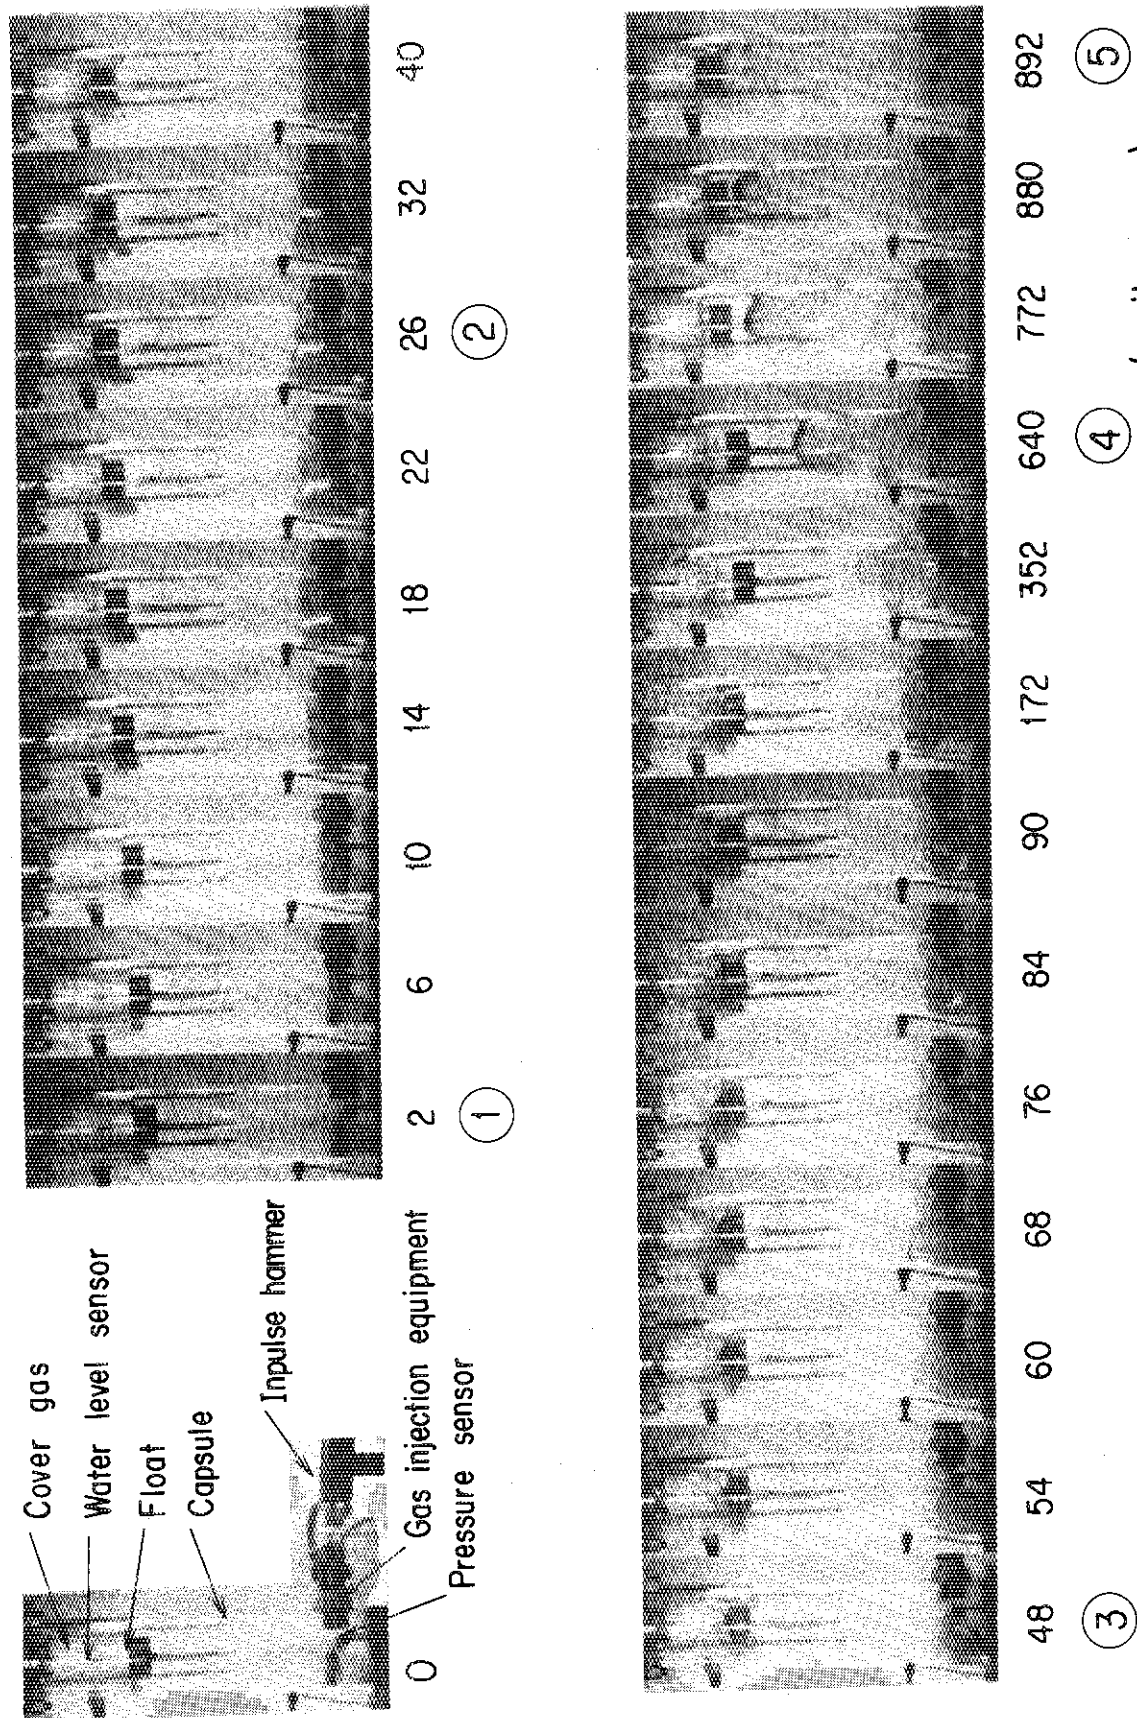 Cover gas
Water level sensor
Float
Capsule
Inpulse hammer
Gas injection equipment
Pressure sensor
0 2 6 10 14 18 22 26 32 40
① ②
48 54 60 68 76 84 90 172 352 640 772 880 892
③ ④ ⑤